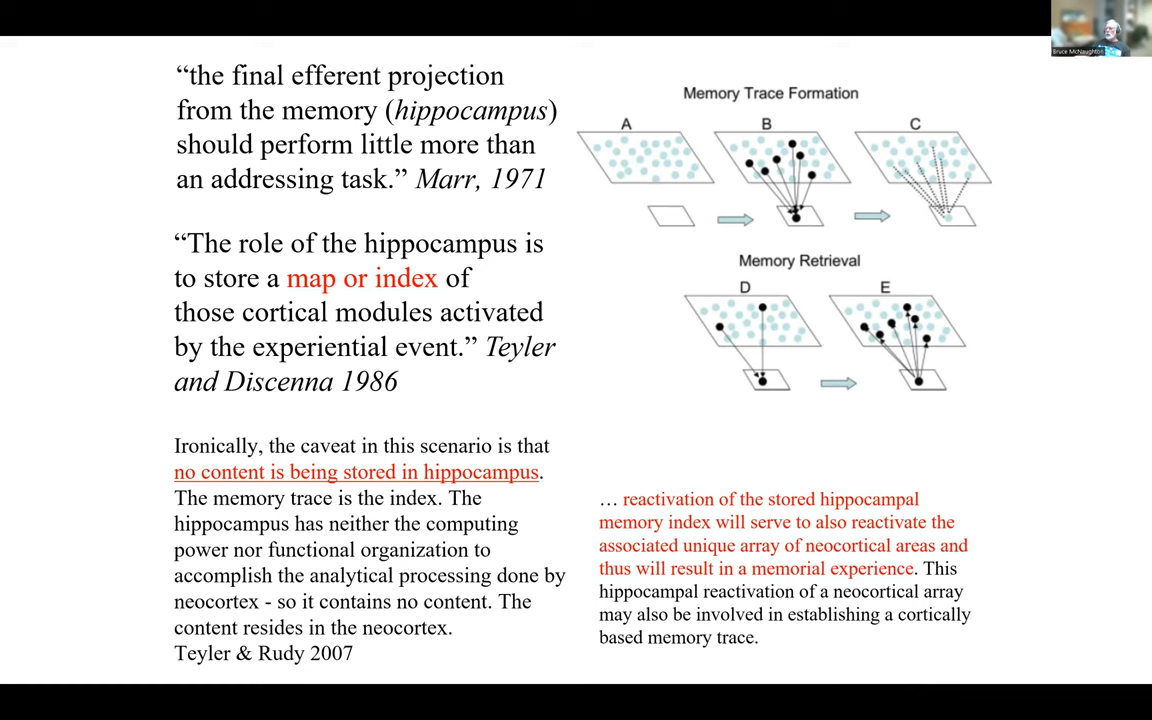 “the final efferent projection
from the memory (hippocampus)
should perform little more than
an addressing task.” Marr, 1971
“The role of the hippocampus is
to store a map or index of
those cortical modules activated
by the experiential event.” Teyler
and Discenna 1986
Ironically, the caveat in this scenario is that
no content is being stored in hippocampus.
The memory trace is the index. The
hippocampus has neither the computing
power nor functional organization to
accomplish the analytical processing done by
neocortex - so it contains no content. The
content resides in the neocortex.
Teyler & Rudy 2007
Memory Trace Formation
A B C
Memory Retrieval
D E
… reactivation of the stored hippocampal
memory index will serve to also reactivate the
associated unique array of neocortical areas and
thus will result in a memorial experience. This
hippocampal reactivation of a neocortical array
may also be involved in establishing a cortically
based memory trace.
Bruce McNaughton